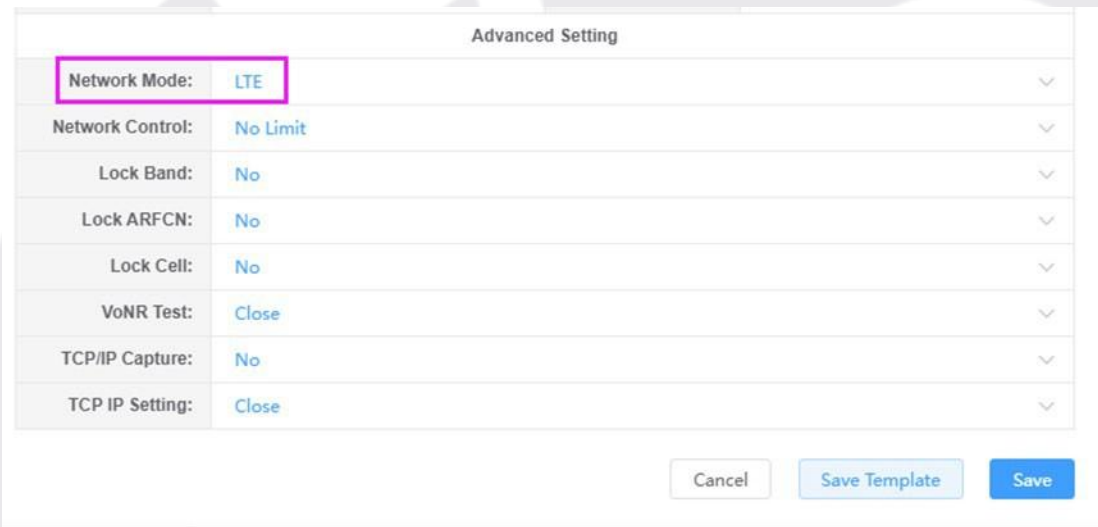 Advanced Setting
Network Mode: LTE
Network Control: No Limit
Lock Band: No
Lock ARFCN: No
Lock Cell: No
VoNR Test: Close
TCP/IP Capture: No
TCP IP Setting: Close
Cancel Save Template Save